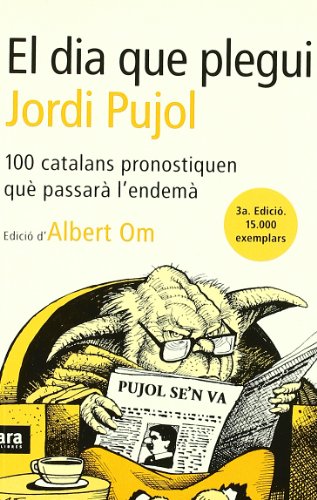 El dia que plegui
Jordi Pujol
100 catalans pronostiquen
què passarà l'endemà
Edició d'Albert Om
3a. Edició.
15.000
exemplars
PUJOL SE'N VA
ara
LLIBRES